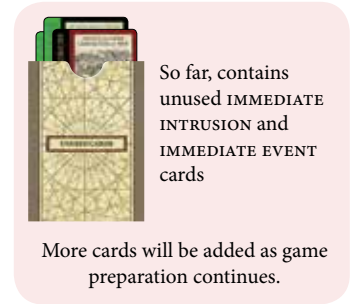 So far, contains
unused IMMEDIATE
INTRUSION and
IMMEDIATE EVENT
cards
More cards will be added as game
preparation continues.